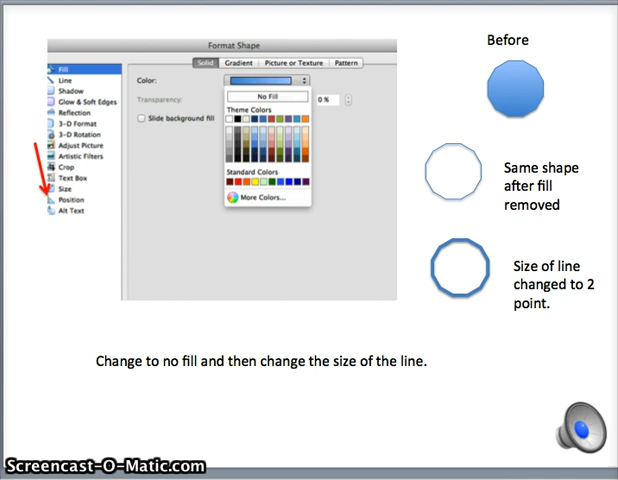 Format Shape
Fill
Line
Shadow
Glow & Soft Edges
Reflection
3-D Format
3-D Rotation
Adjust Picture
Artistic Filters
Crop
Text Box
Size
Position
Alt Text
Solid Gradient Picture or Texture Pattern
Color:
Transparency: 0 %
Slide background fill
No Fill
Theme Colors
Standard Colors
More Colors...
Before
Same shape
after fill
removed
Size of line
changed to 2
point.
Change to no fill and then change the size of the line.
Screencast-O-Matic.com